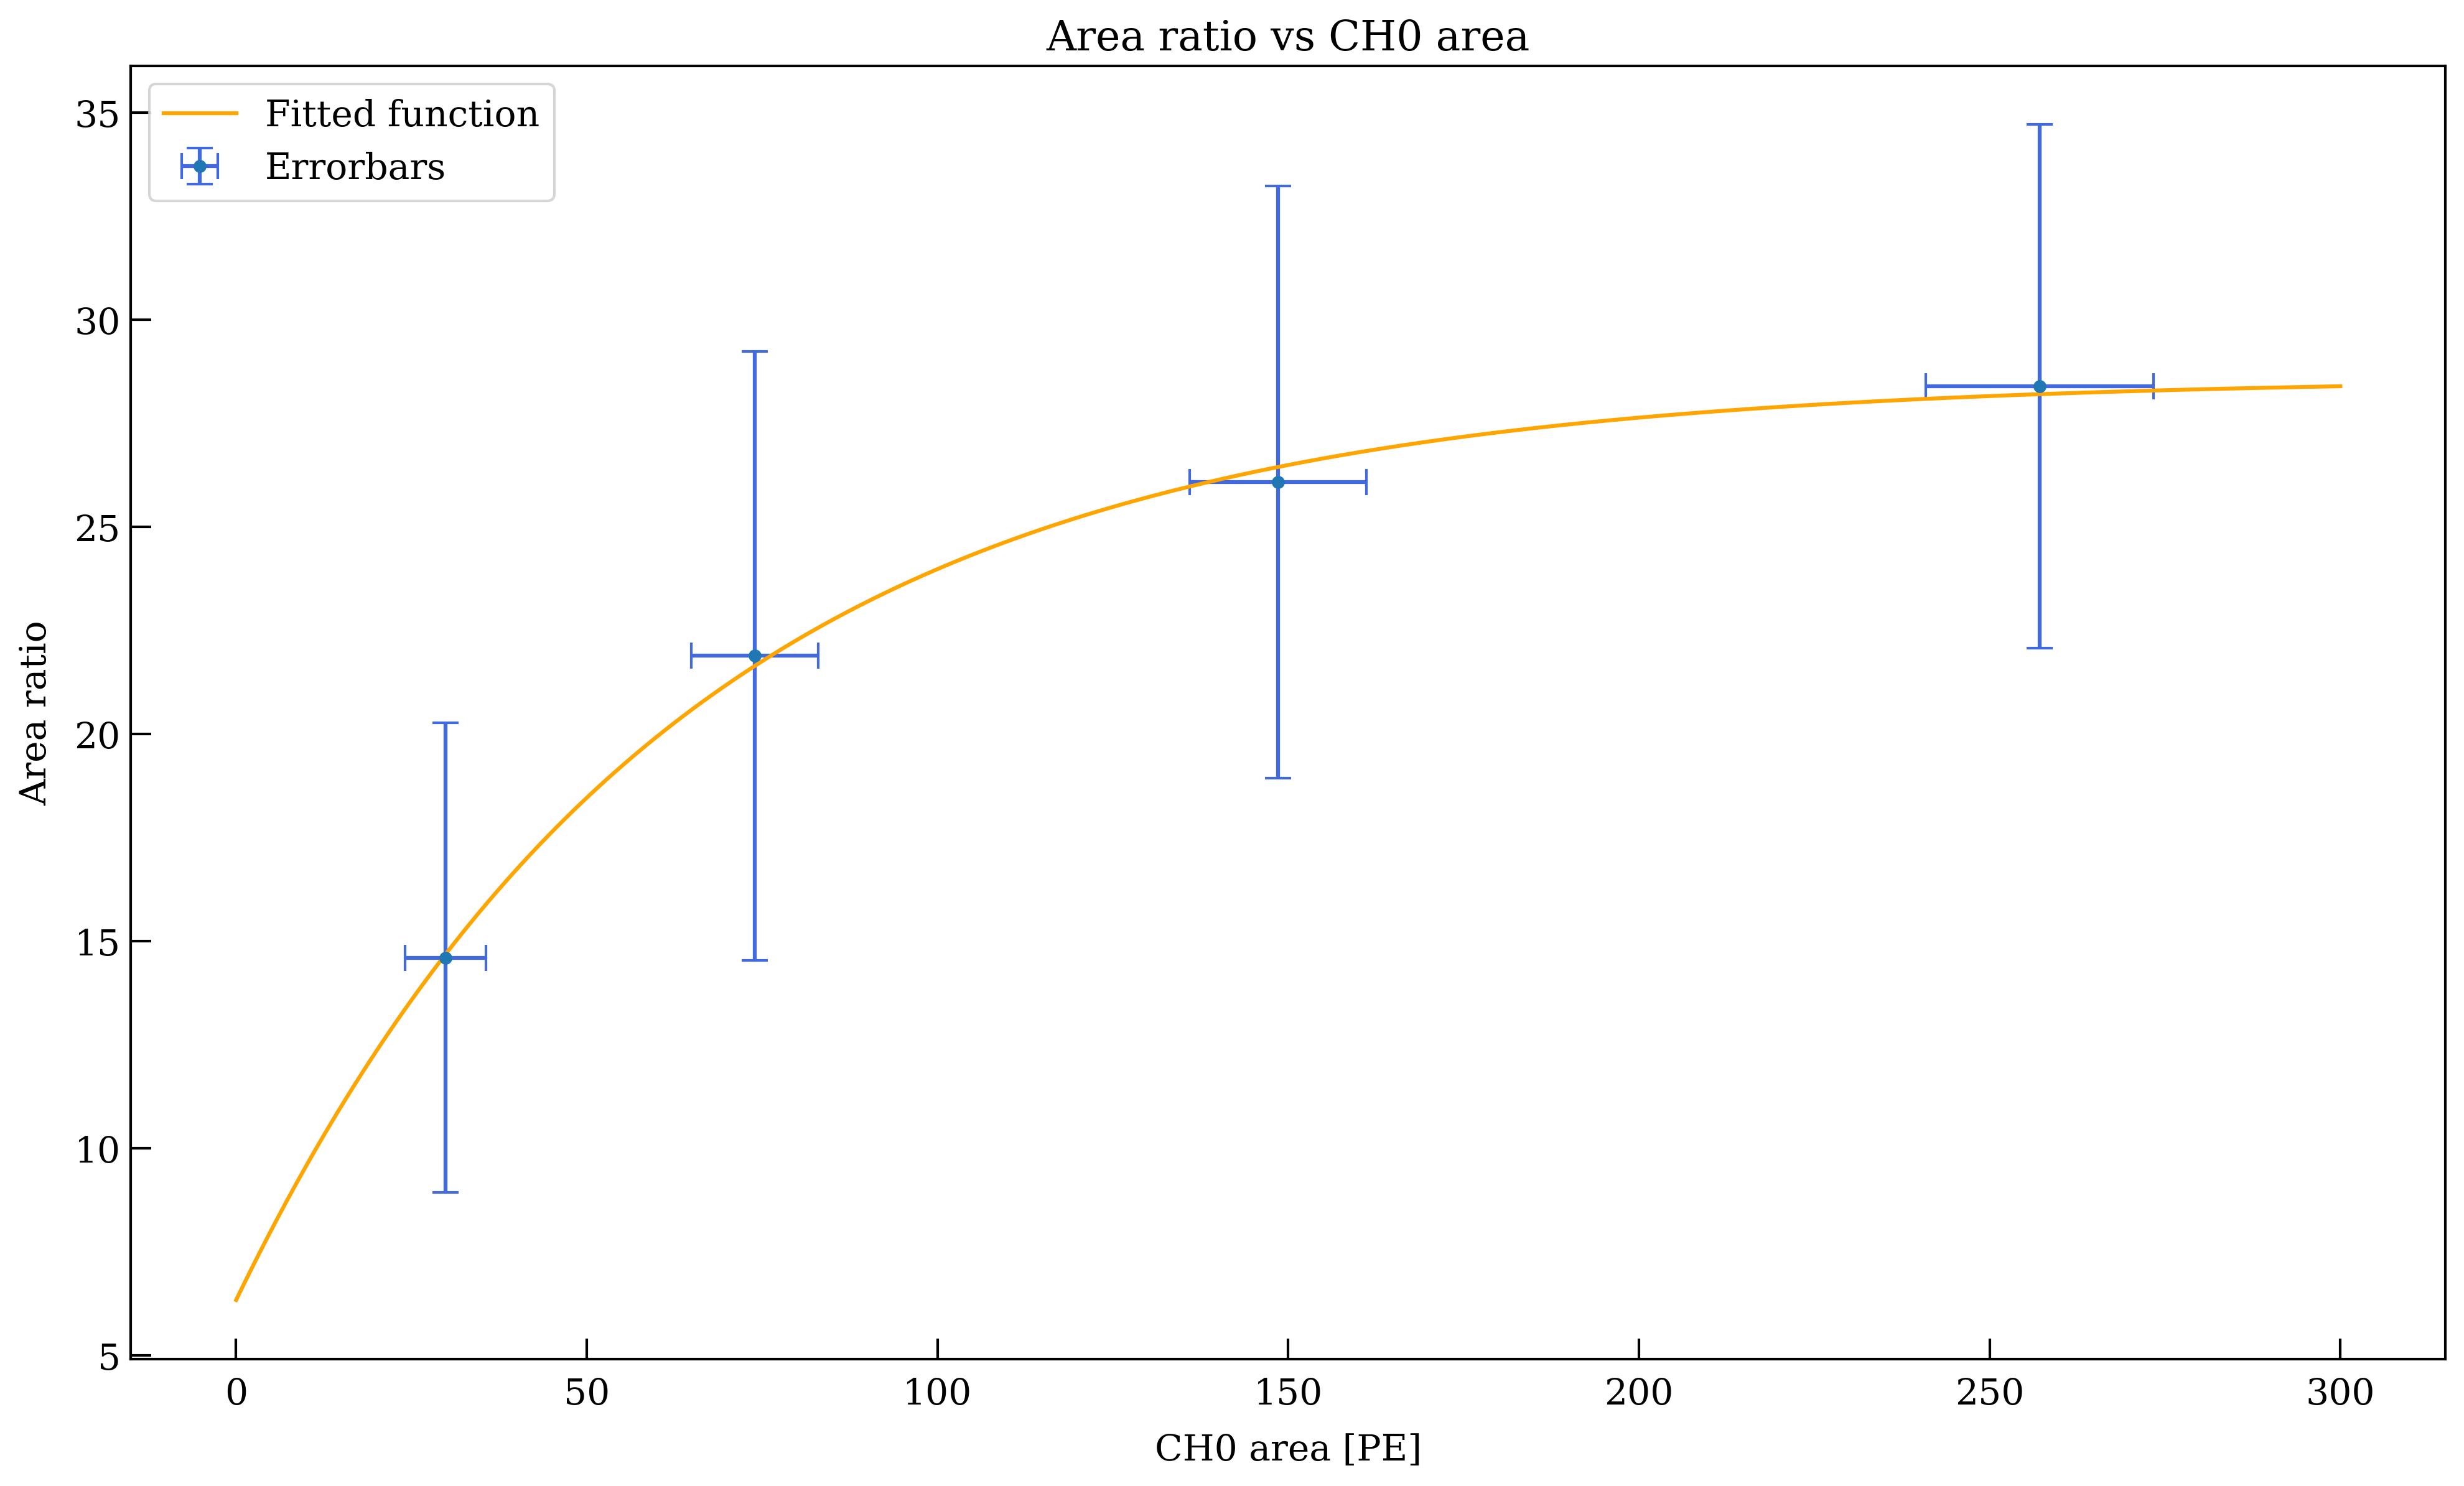 Area ratio vs CH0 area
Fitted function
Errorbars
35
30
25
20
15
10
5
Area ratio
0 50 100 150 200 250 300
CH0 area [PE]